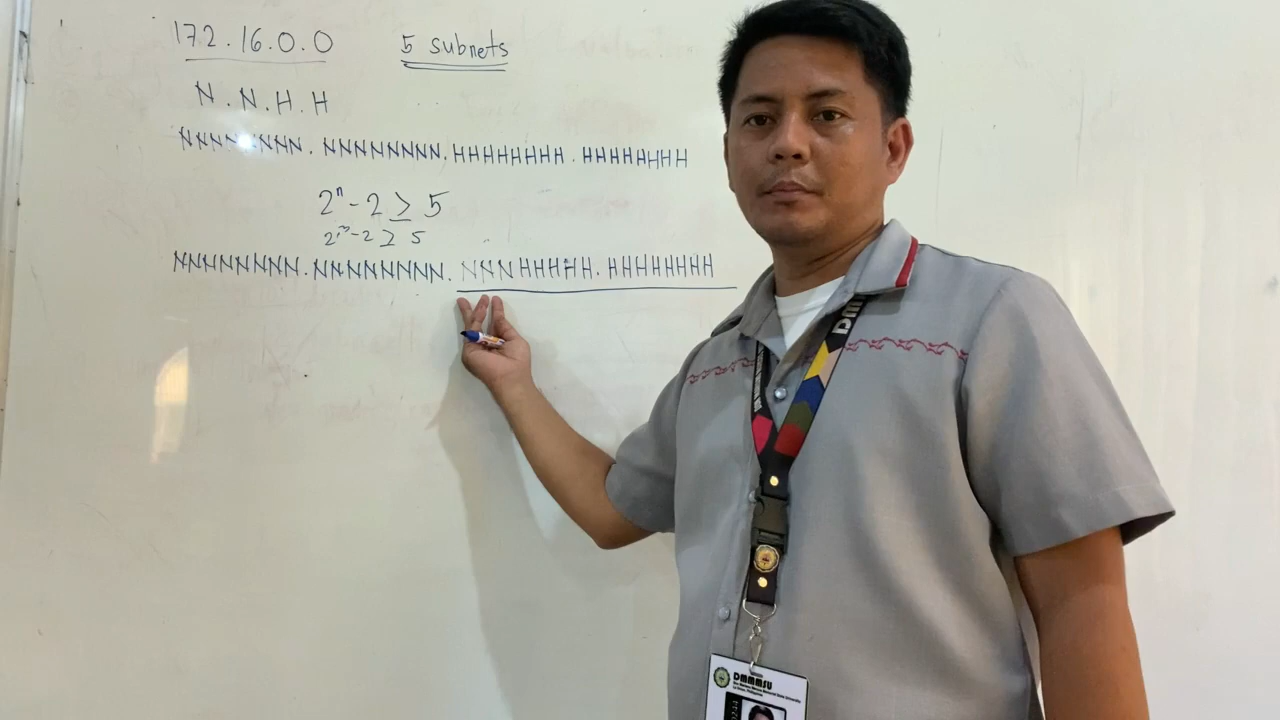 172.16.0.0 5 subnets
N.N.H.H
NNNNNNNN.NNNNNNNN.HHHHHHHH.HHHHHHHH
2ⁿ-2≥5
2³-2≥5
NNNNNNNN.NNNNNNNN.NNNHHHHH.HHHHHHHH
DMMMSU